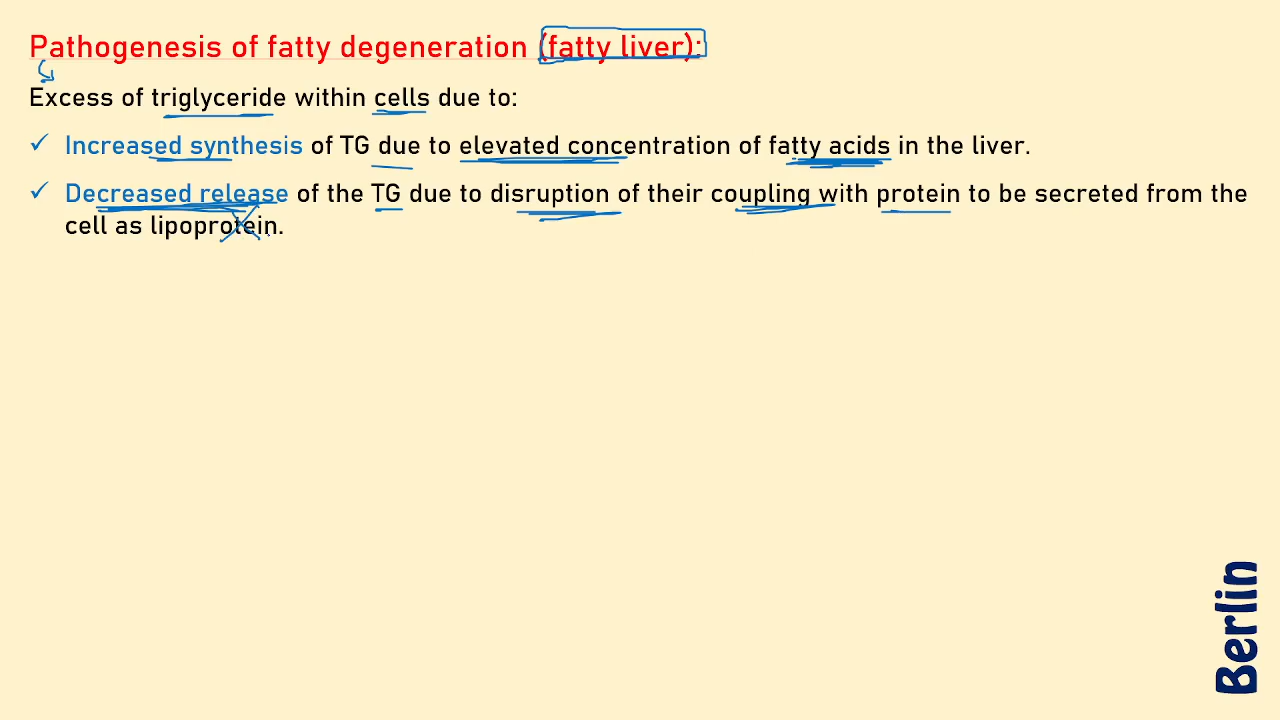 Pathogenesis of fatty degeneration (fatty liver):
Excess of triglyceride within cells due to:
✓ Increased synthesis of TG due to elevated concentration of fatty acids in the liver.
✓ Decreased release of the TG due to disruption of their coupling with protein to be secreted from the
cell as lipoprotein.
Berlin